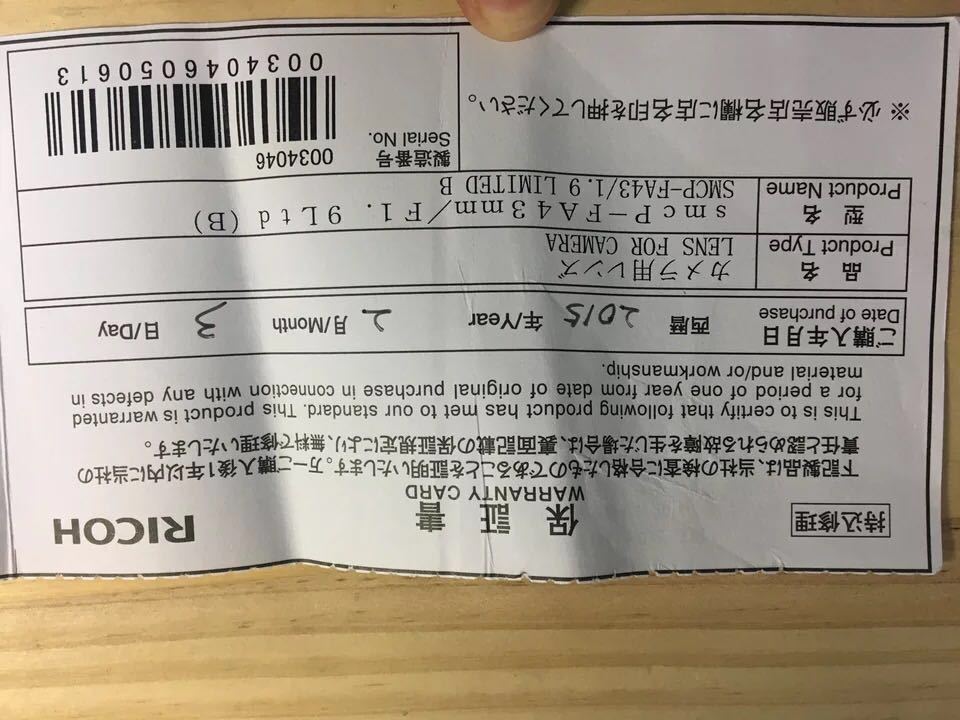 持込修理
保 証 書
WARRANTY CARD
RICOH
下記製品は、当社の検査に合格したものであることを証明いたします。万一ご購入後1年以内に当社の
責任と認められる故障を生じた場合は、裏面記載の保証規定により、無料で修理いたします。
This is to certify that following product has met to our standard. This product is warranted
for a period of one year from date of original purchase in connection with any defects in
material and/or workmanship.
ご購入年月日 西暦 2015 年/Year 2 月/Month 3 日/Day
Date of purchase
品 名 カメラ用レンズ
Product Type LENS FOR CAMERA
型 名 smcP-FA43mm/F1.9Ltd(B)
Product Name SMCP-FA43/1.9 LIMITED B
製造番号 0034046
Serial No.
0034046050613
※ 必ず販売店名欄に店名印を押してください。